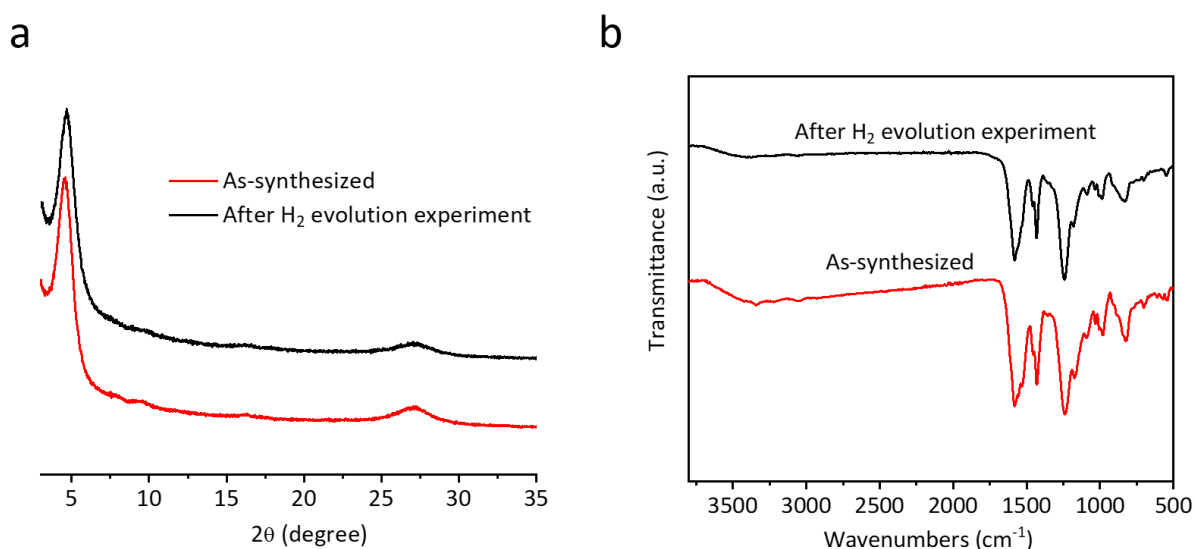 a
As-synthesized
After H₂ evolution experiment
5 10 15 20 25 30 35
2θ (degree)
b
After H₂ evolution experiment
As-synthesized
Transmittance (a.u.)
3500 3000 2500 2000 1500 1000 500
Wavenumbers (cm⁻¹)